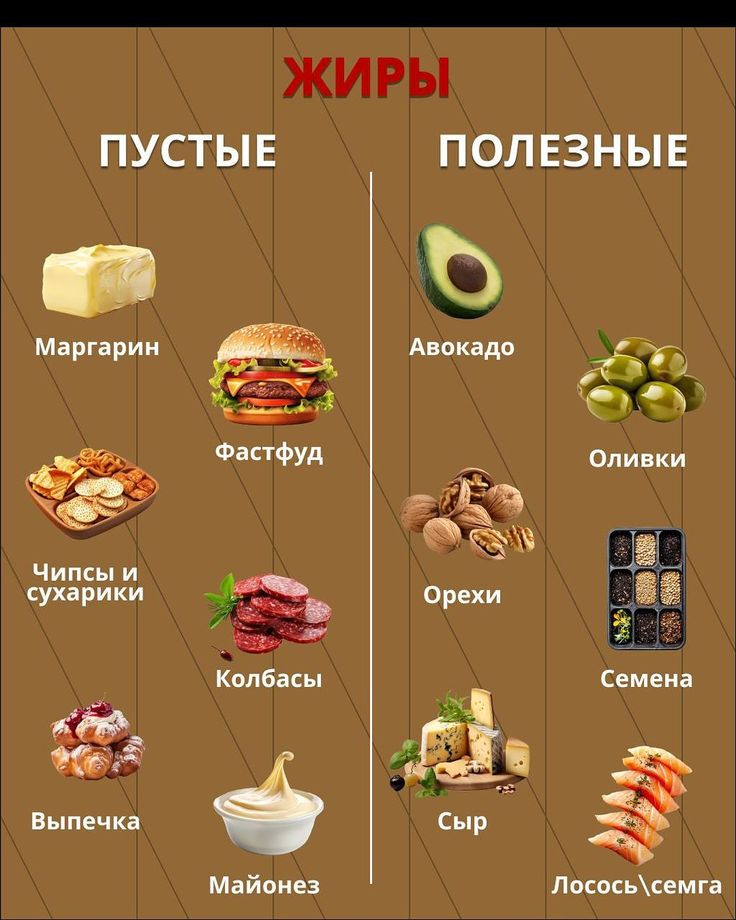 ЖИРЫ
ПУСТЫЕ
Маргарин
Фастфуд
Чипсы и
сухарики
Колбасы
Выпечка
Майонез
ПОЛЕЗНЫЕ
Авокадо
Оливки
Орехи
Семена
Сыр
Лосось\семга